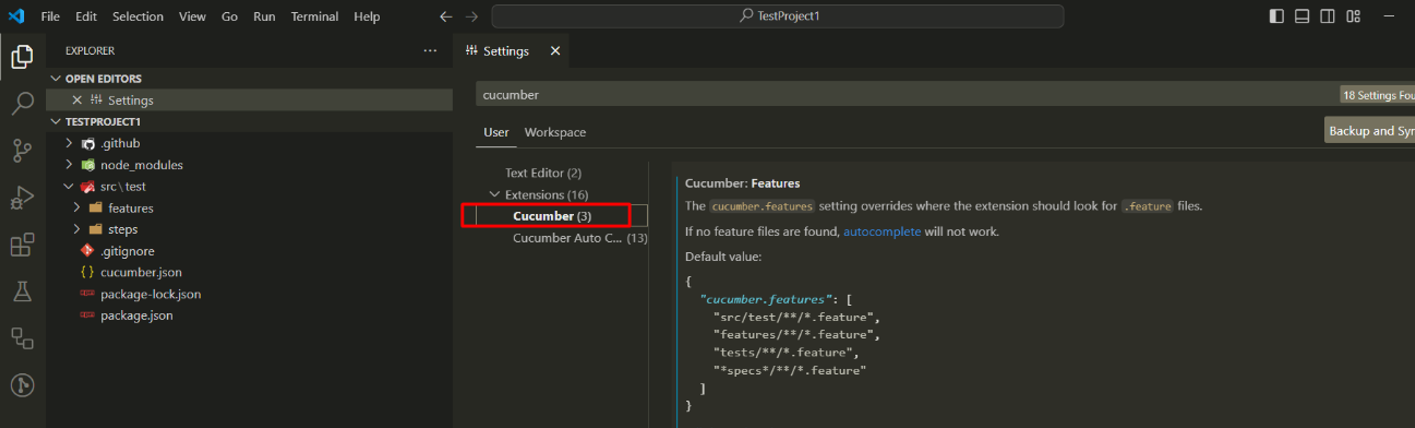 File Edit Selection View Go Run Terminal Help
TestProject1
EXPLORER
Settings
OPEN EDITORS
Settings
TESTPROJECT1
.github
node_modules
src\test
features
steps
.gitignore
{} cucumber.json
package-lock.json
package.json
cucumber
18 Settings Fou
User Workspace
Backup and Syn
Text Editor (2)
Extensions (16)
Cucumber (3)
Cucumber Auto C... (13)
Cucumber: Features
The cucumber.features setting overrides where the extension should look for .feature files.
If no feature files are found, autocomplete will not work.
Default value:
{
"cucumber.features": [
"src/test/**/*.feature",
"features/**/*.feature",
"tests/**/*.feature",
"*specs*/**/*.feature"
]
}